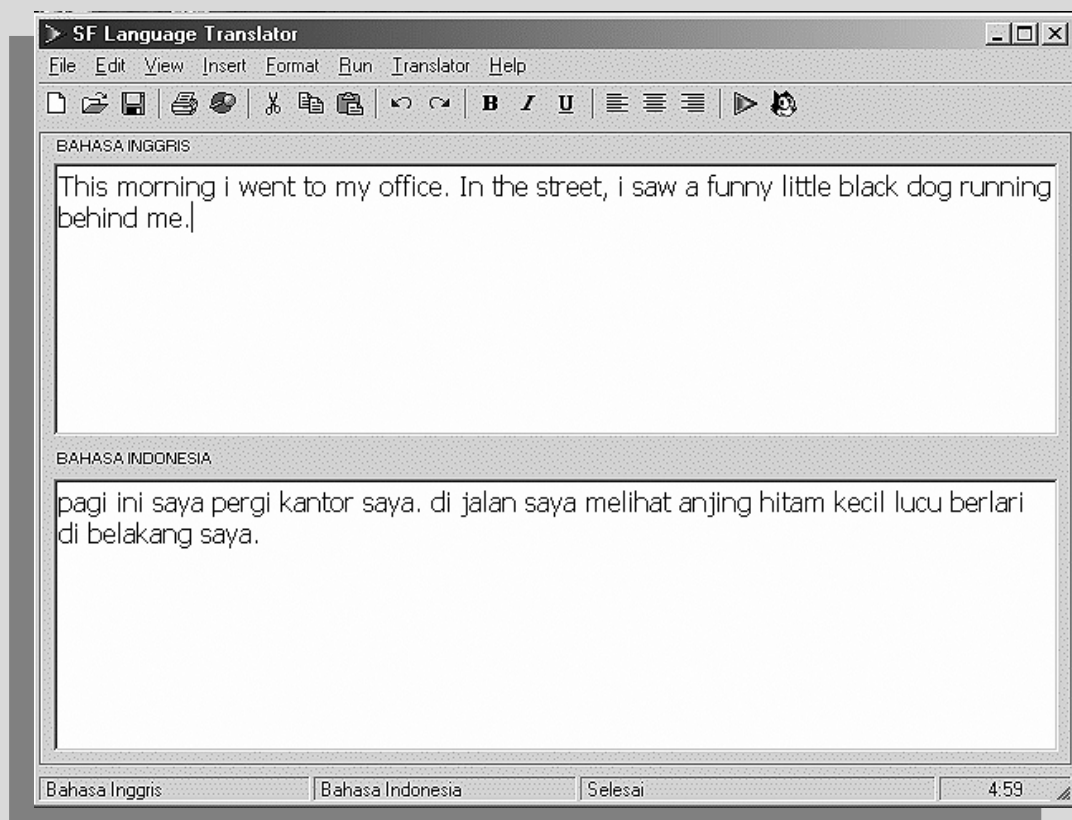 SF Language Translator
File Edit View Insert Format Run Translator Help
B I U
BAHASA INGGRIS
This morning i went to my office. In the street, i saw a funny little black dog running
behind me.
BAHASA INDONESIA
pagi ini saya pergi kantor saya. di jalan saya melihat anjing hitam kecil lucu berlari
di belakang saya.
Bahasa Inggris Bahasa Indonesia Selesai 4:59